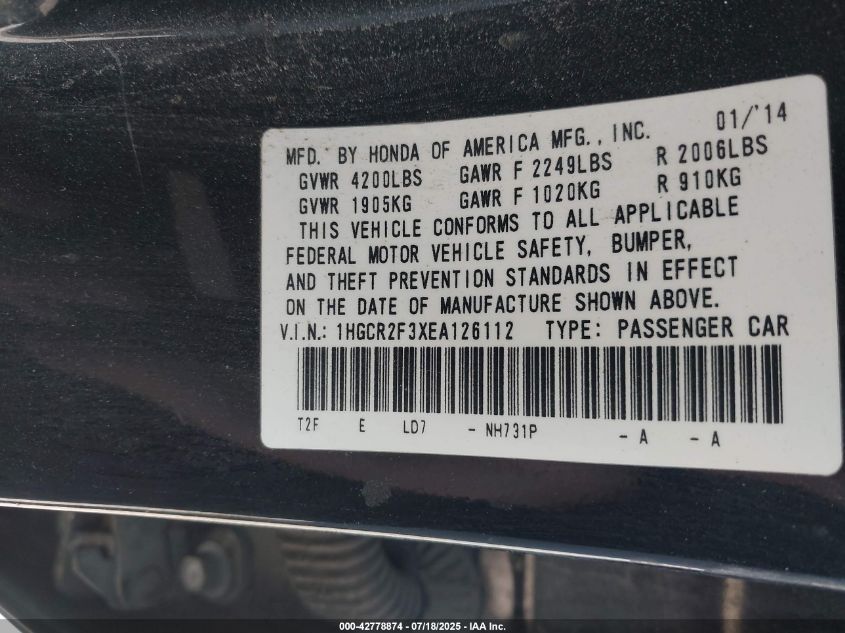 MFD. BY HONDA OF AMERICA MFG., INC. 01/'14
GVWR 4200LBS GAWR F 2249LBS R 2006LBS
GVWR 1905KG GAWR F 1020KG R 910KG
THIS VEHICLE CONFORMS TO ALL APPLICABLE
FEDERAL MOTOR VEHICLE SAFETY, BUMPER,
AND THEFT PREVENTION STANDARDS IN EFFECT
ON THE DATE OF MANUFACTURE SHOWN ABOVE.
V.I.N.: 1HGCR2F3XEA126112 TYPE: PASSENGER CAR
T2F E LD7 - NH731P - A - A
000-42778874 - 07/18/2025 - IAA Inc.